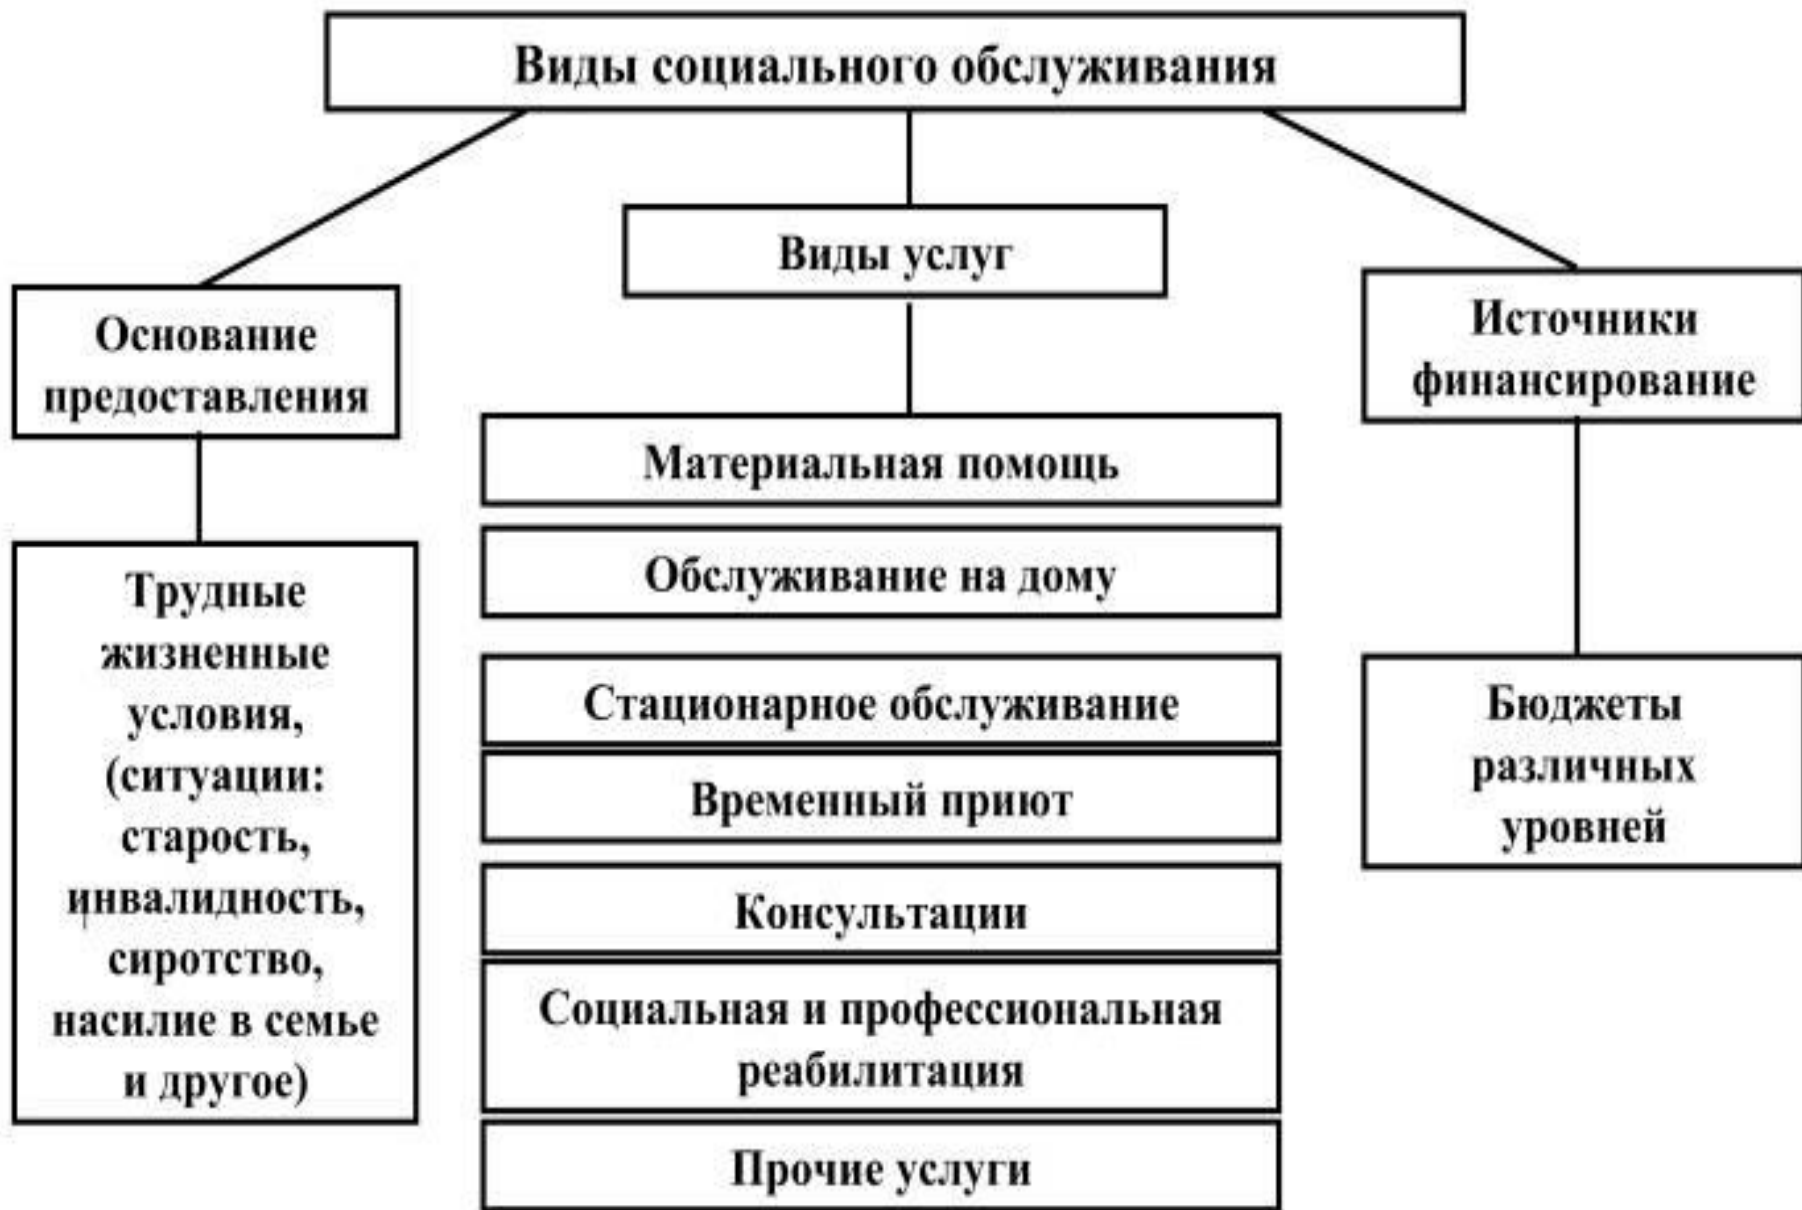 Виды социального обслуживания
Виды услуг
Основание
предоставления
Источники
финансирование
Трудные
жизненные
условия,
(ситуации:
старость,
инвалидность,
сиротство,
насилие в семье
и другое)
Материальная помощь
Обслуживание на дому
Стационарное обслуживание
Временный приют
Консультации
Социальная и профессиональная
реабилитация
Прочие услуги
Бюджеты
различных
уровней